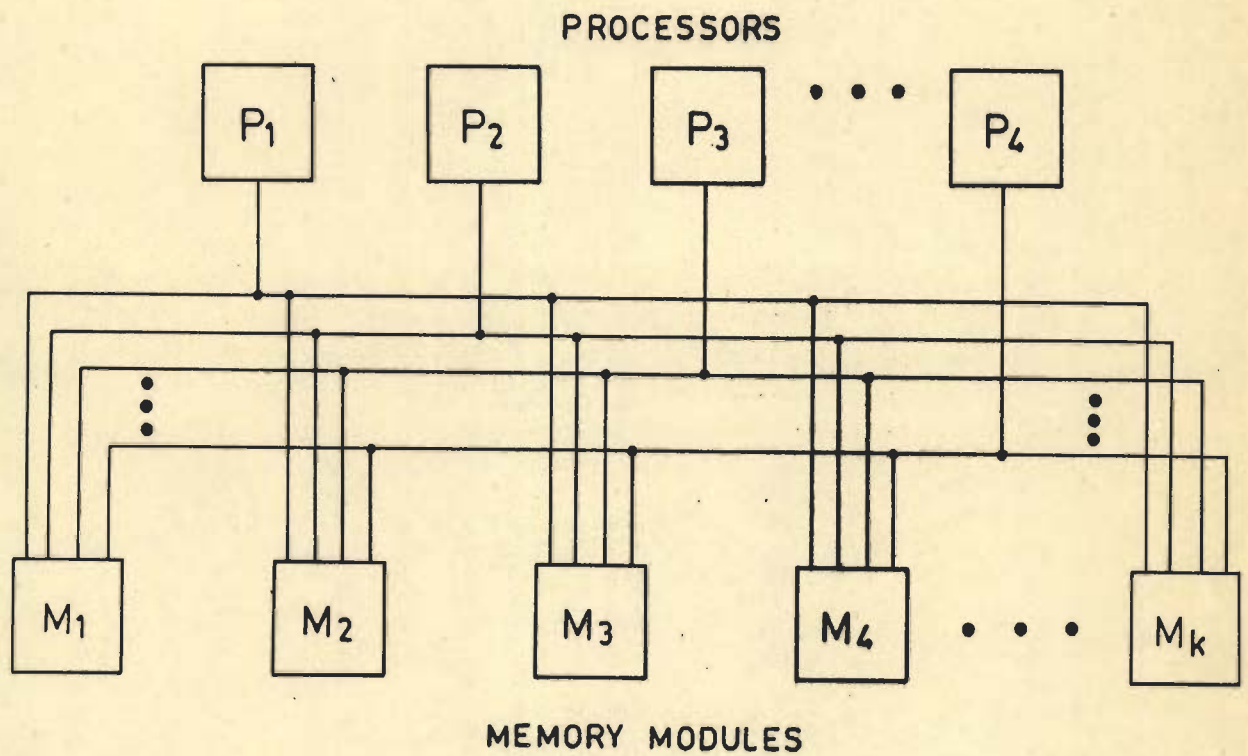 PROCESSORS
P1 P2 P3 • • • P4
M1 M2 M3 M4 • • • Mk
MEMORY MODULES